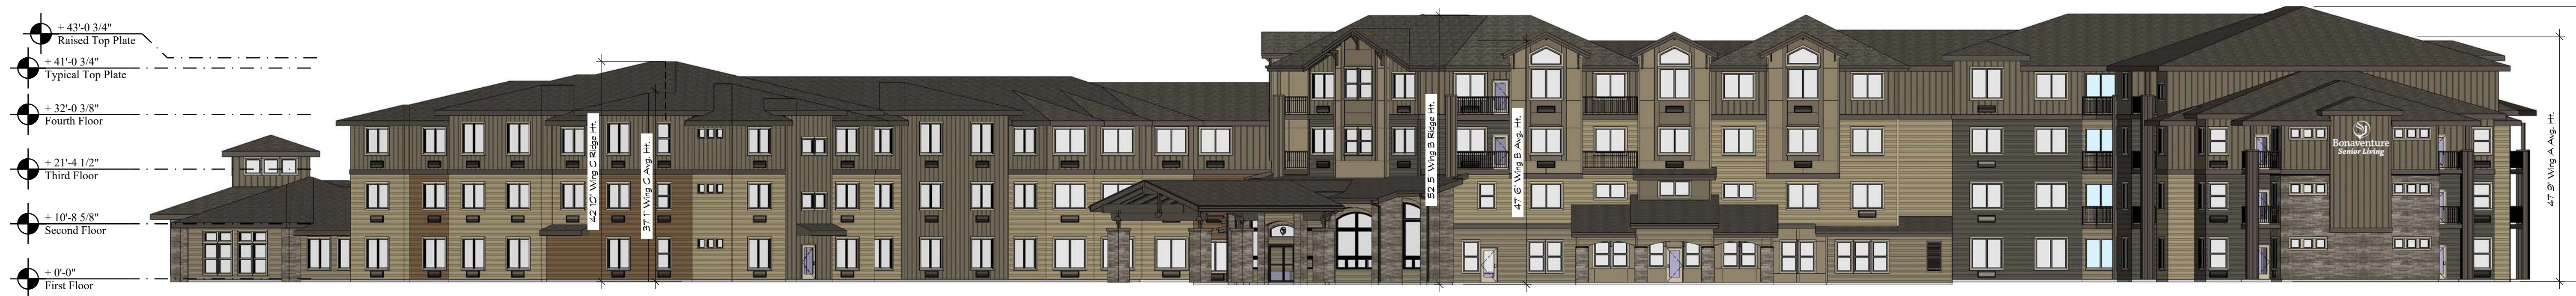 + 43'-0 3/4"
Raised Top Plate
+ 41'-0 3/4"
Typical Top Plate
+ 32'-0 3/8"
Fourth Floor
+ 21'-4 1/2"
Third Floor
+ 10'-8 5/8"
Second Floor
+ 0'-0"
First Floor
42'10" Wing C Ridge Ht.
37'1" Wing C Avg. Ht.
52'5" Wing B Ridge Ht.
47'6" Wing B Avg. Ht.
Bonaventure
Senior Living
47'9" Wing A Avg. Ht.